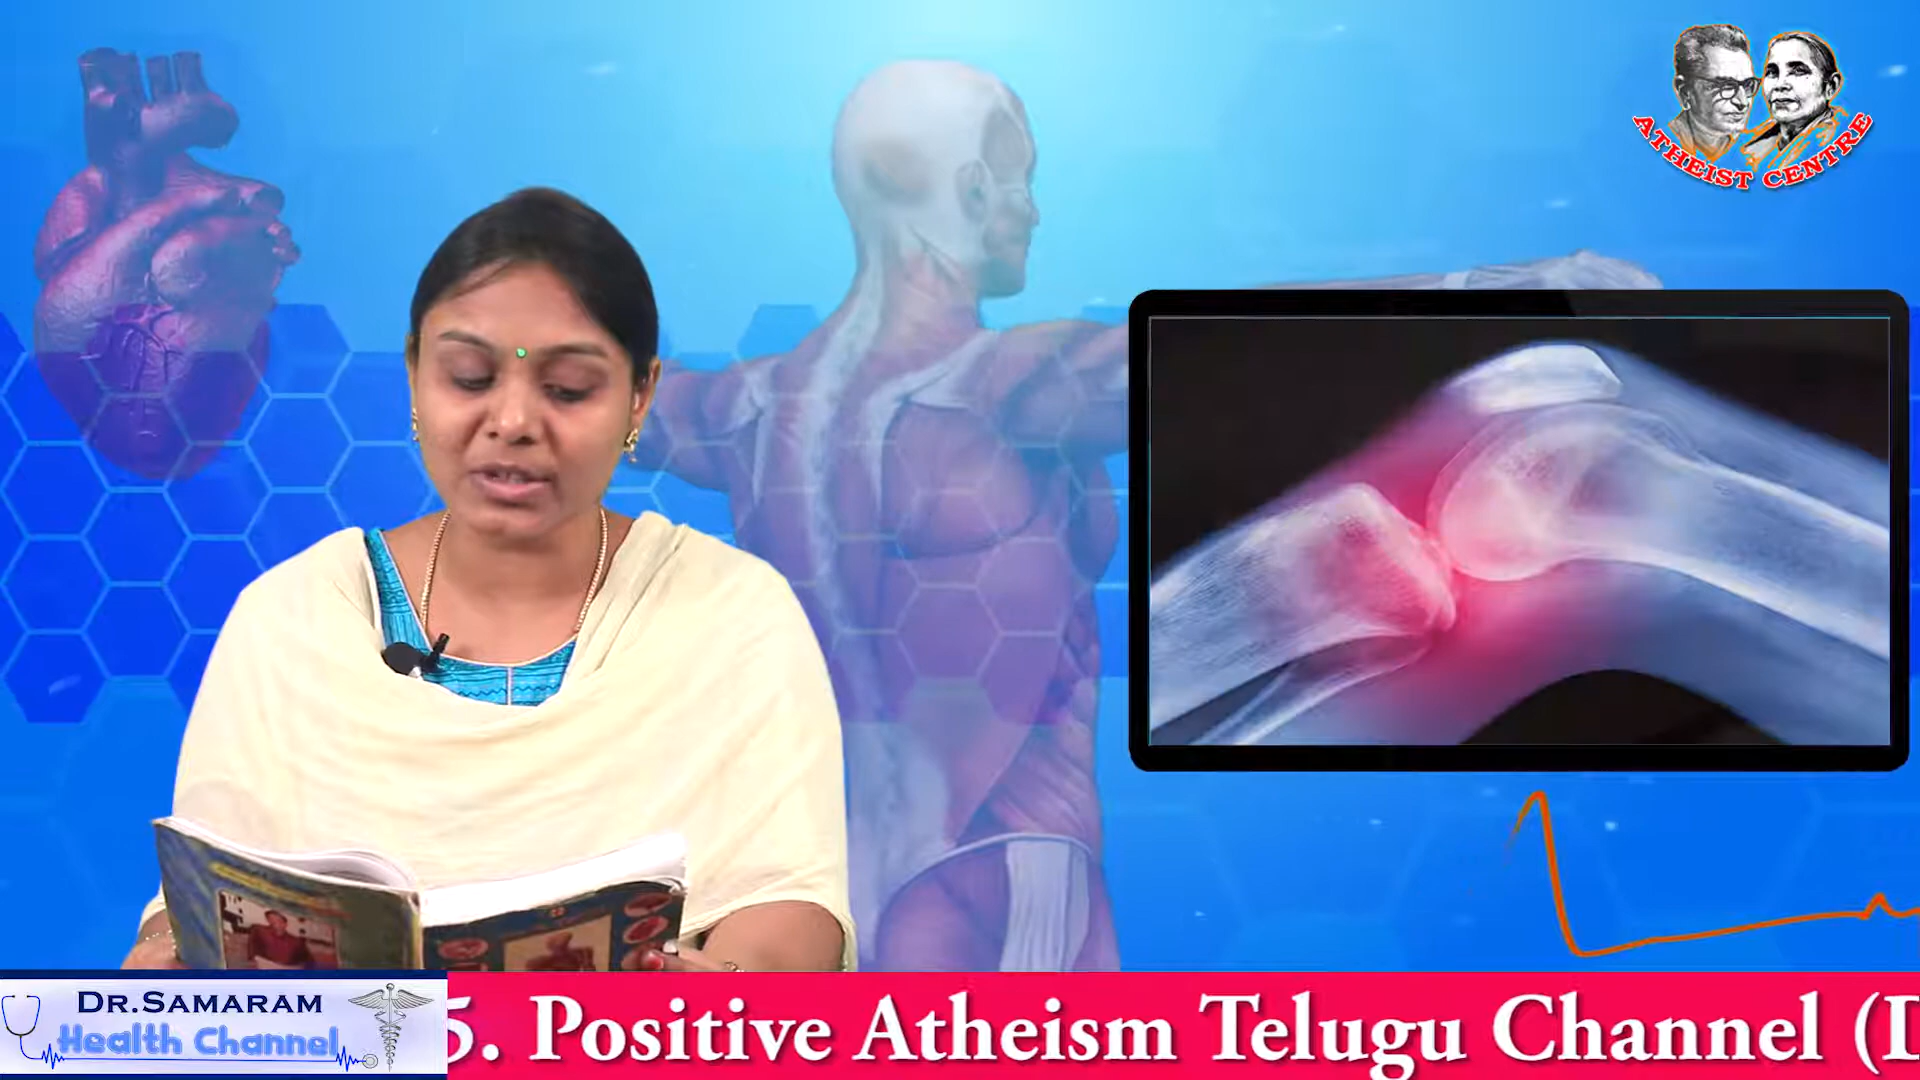 ATHEIST CENTRE
DR.SAMARAM
Health Channel
5. Positive Atheism Telugu Channel (D